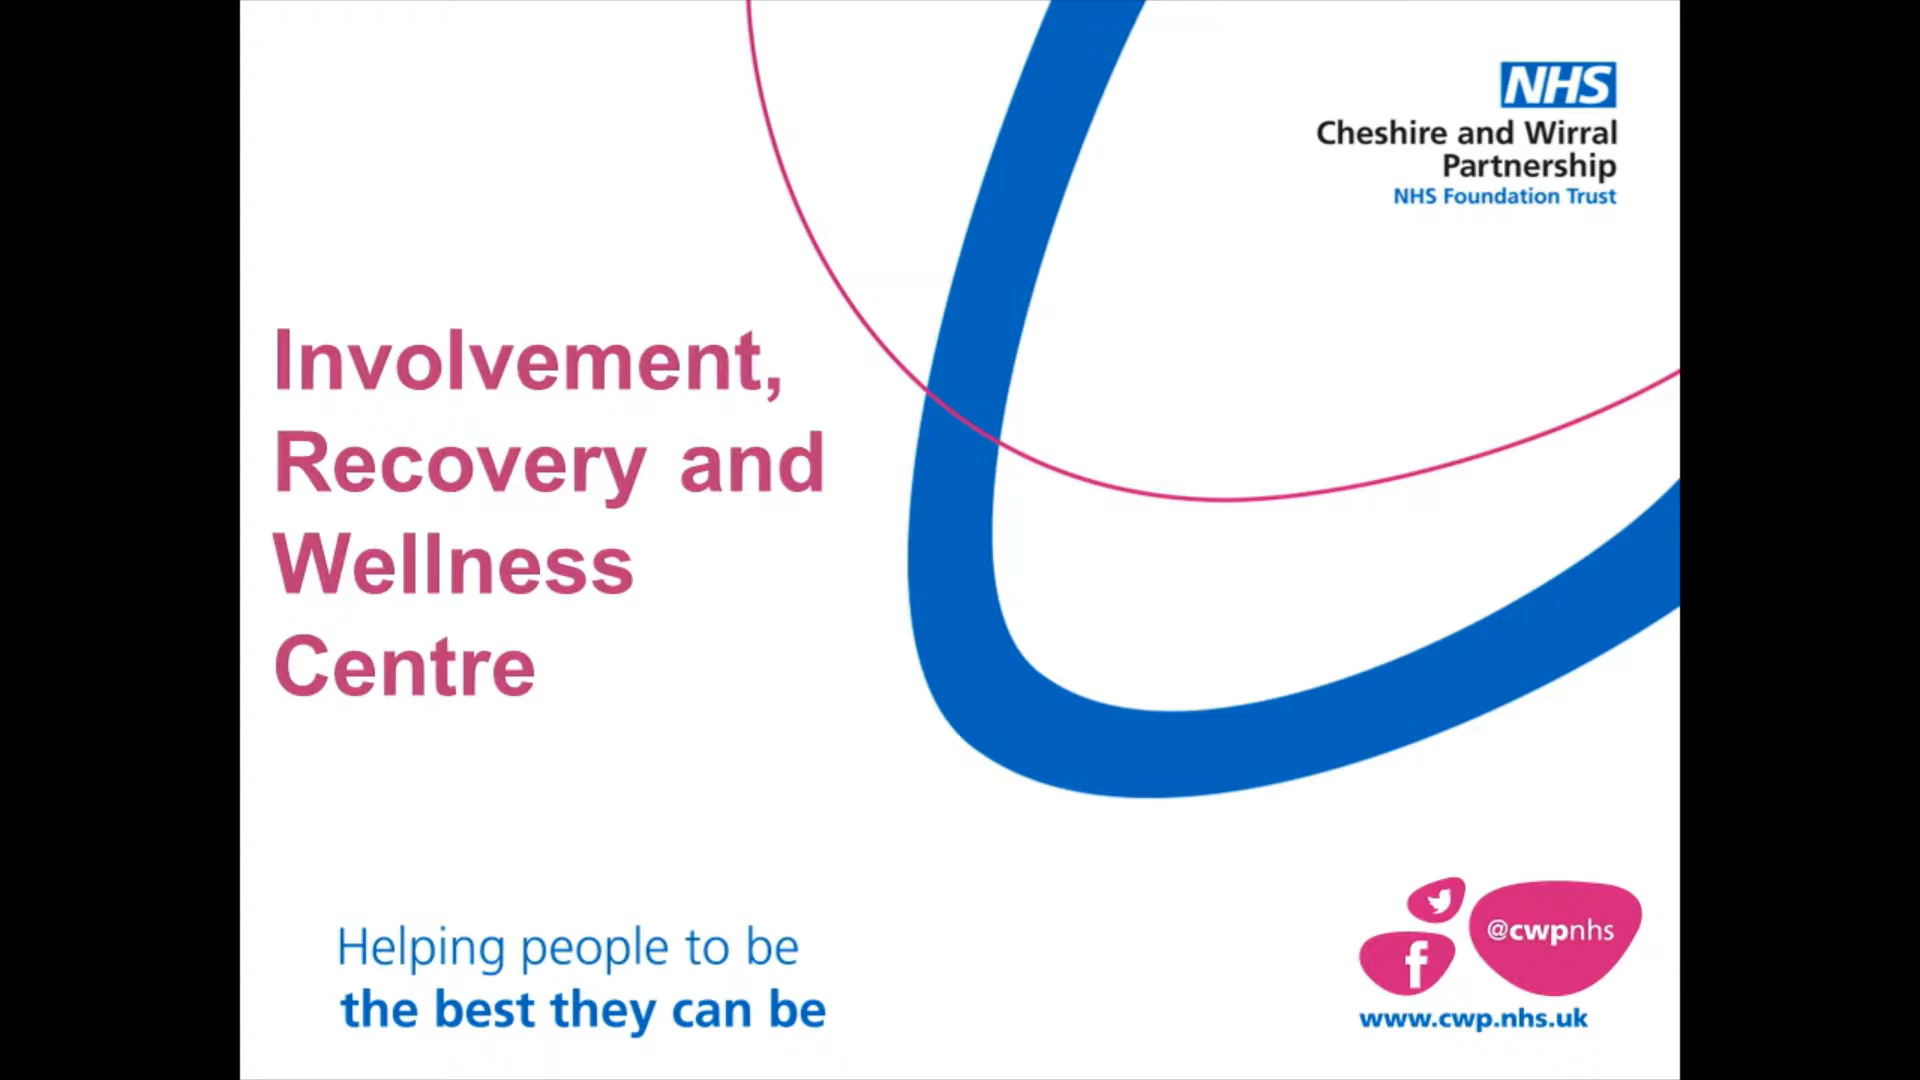 NHS
Cheshire and Wirral
Partnership
NHS Foundation Trust
Involvement,
Recovery and
Wellness
Centre
Helping people to be
the best they can be
@cwpnhs
www.cwp.nhs.uk